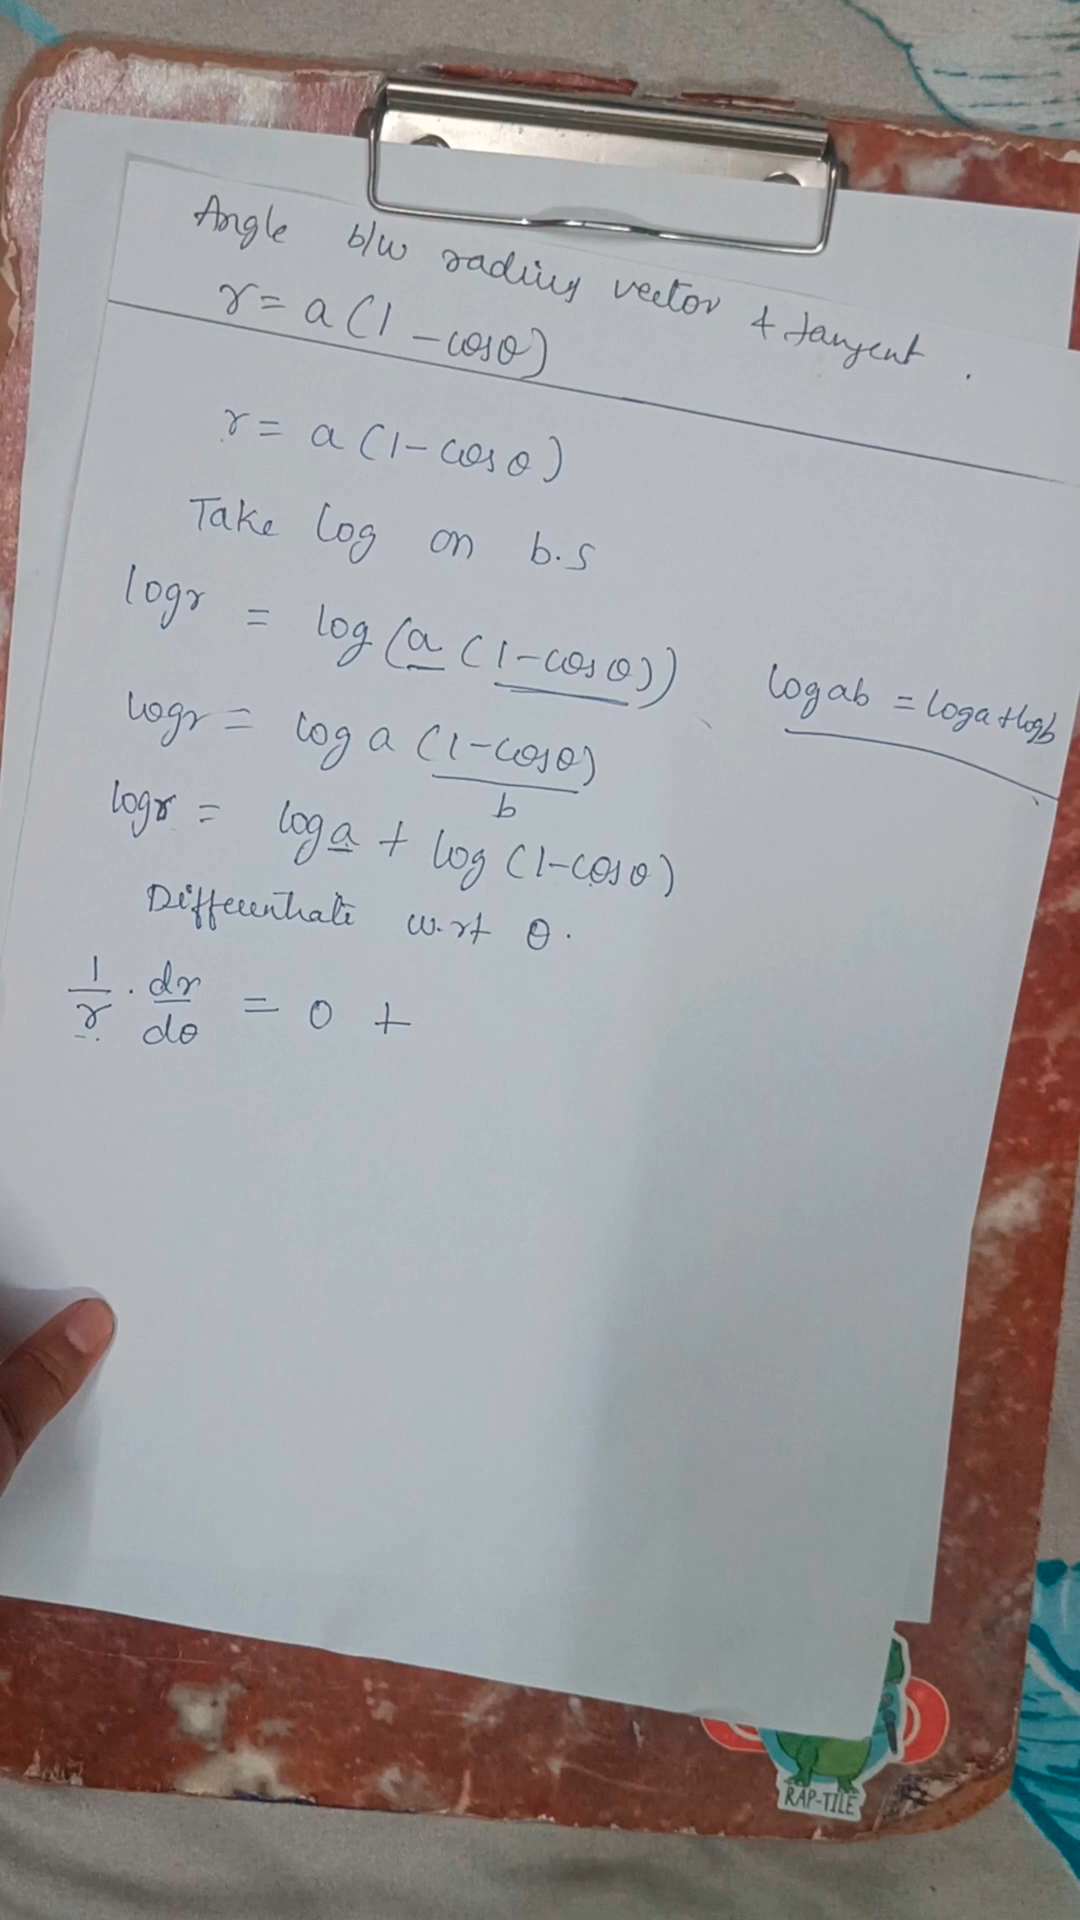 Angle b/w radius vector & tangent.
r = a (1 - cosθ)
r = a (1 - cosθ)
Take log on b.s
logr = log (a (1-cosθ)) logab = loga+logb
logr = log a (1-cosθ)
b
logr = loga + log (1-cosθ)
Differentiate w.rt θ.
1/r . dr/dθ = 0 +
RAP-TILE